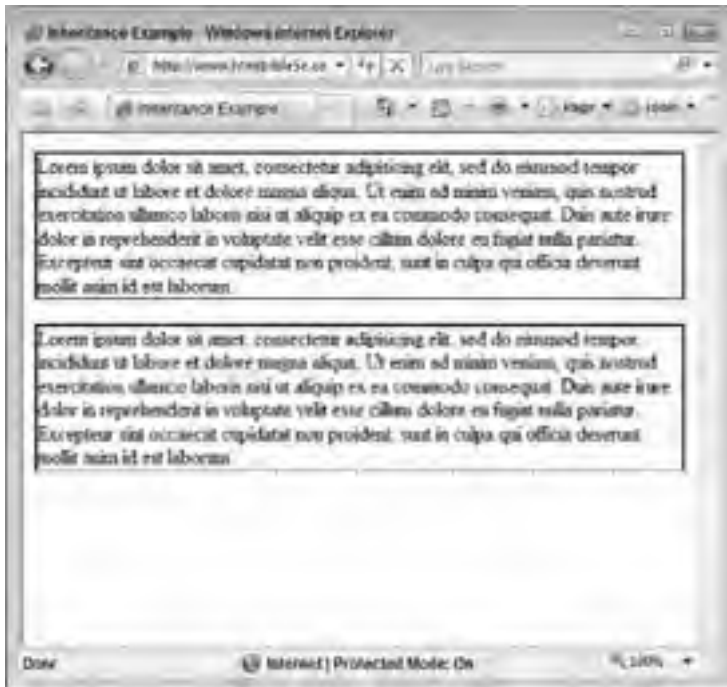 Inheritance Example - Windows Internet Explorer
Inheritance Example
Page
Lorem ipsum dolor sit amet, consectetur adipisicing elit, sed do eiusmod tempor
incididunt ut labore et dolore magna aliqua. Ut enim ad minim veniam, quis nostrud
exercitation ullamco laboris nisi ut aliquip ex ea commodo consequat. Duis aute irure
dolor in reprehenderit in voluptate velit esse cillum dolore eu fugiat nulla pariatur.
Excepteur sint occaecat cupidatat non proident, sunt in culpa qui officia deserunt
mollit anim id est laborum.
Lorem ipsum dolor sit amet, consectetur adipisicing elit, sed do eiusmod tempor
incididunt ut labore et dolore magna aliqua. Ut enim ad minim veniam, quis nostrud
exercitation ullamco laboris nisi ut aliquip ex ea commodo consequat. Duis aute irure
dolor in reprehenderit in voluptate velit esse cillum dolore eu fugiat nulla pariatur.
Excepteur sint occaecat cupidatat non proident, sunt in culpa qui officia deserunt
mollit anim id est laborum.
Done
Internet | Protected Mode: On
100%